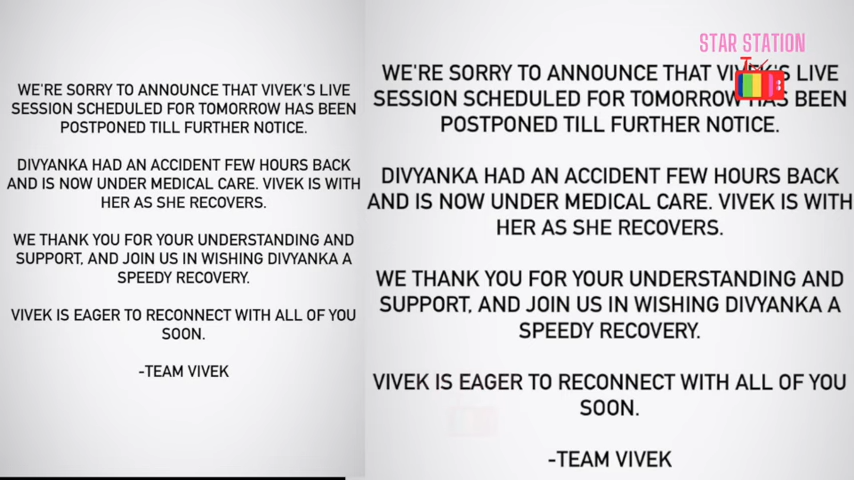 WE'RE SORRY TO ANNOUNCE THAT VIVEK'S LIVE
SESSION SCHEDULED FOR TOMORROW HAS BEEN
POSTPONED TILL FURTHER NOTICE.
DIVYANKA HAD AN ACCIDENT FEW HOURS BACK
AND IS NOW UNDER MEDICAL CARE. VIVEK IS WITH
HER AS SHE RECOVERS.
WE THANK YOU FOR YOUR UNDERSTANDING AND
SUPPORT, AND JOIN US IN WISHING DIVYANKA A
SPEEDY RECOVERY.
VIVEK IS EAGER TO RECONNECT WITH ALL OF YOU
SOON.
-TEAM VIVEK
STAR STATION
WE'RE SORRY TO ANNOUNCE THAT VIVEK'S LIVE
SESSION SCHEDULED FOR TOMORROW HAS BEEN
POSTPONED TILL FURTHER NOTICE.
DIVYANKA HAD AN ACCIDENT FEW HOURS BACK
AND IS NOW UNDER MEDICAL CARE. VIVEK IS WITH
HER AS SHE RECOVERS.
WE THANK YOU FOR YOUR UNDERSTANDING AND
SUPPORT, AND JOIN US IN WISHING DIVYANKA A
SPEEDY RECOVERY.
VIVEK IS EAGER TO RECONNECT WITH ALL OF YOU
SOON.
-TEAM VIVEK